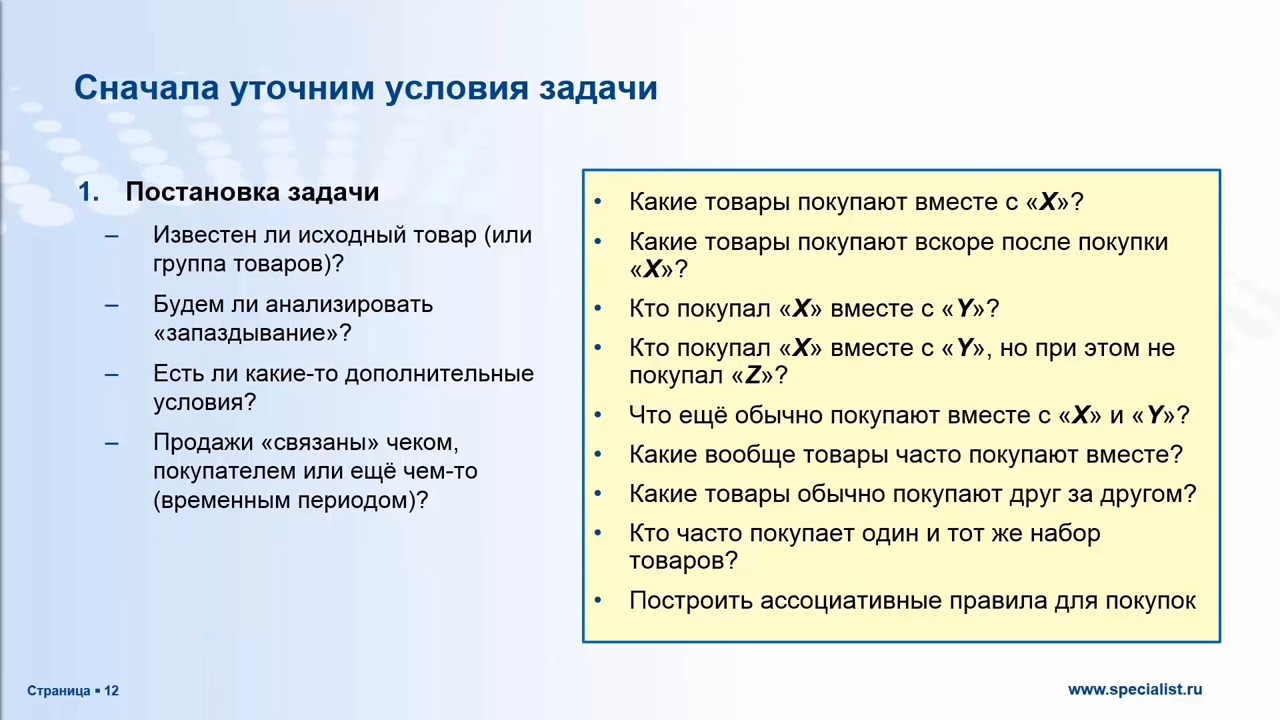 Сначала уточним условия задачи
1. Постановка задачи
– Известен ли исходный товар (или
группа товаров)?
– Будем ли анализировать
«запаздывание»?
– Есть ли какие-то дополнительные
условия?
– Продажи «связаны» чеком,
покупателем или ещё чем-то
(временным периодом)?
• Какие товары покупают вместе с «X»?
• Какие товары покупают вскоре после покупки
«X»?
• Кто покупал «X» вместе с «Y»?
• Кто покупал «X» вместе с «Y», но при этом не
покупал «Z»?
• Что ещё обычно покупают вместе с «X» и «Y»?
• Какие вообще товары часто покупают вместе?
• Какие товары обычно покупают друг за другом?
• Кто часто покупает один и тот же набор
товаров?
• Построить ассоциативные правила для покупок
Страница ▪ 12
www.specialist.ru